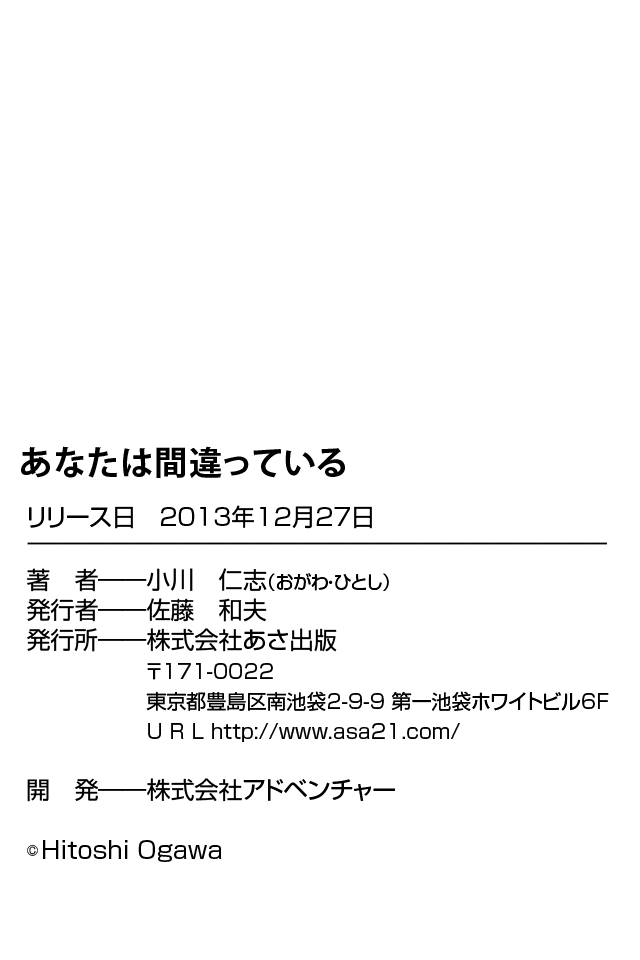 あなたは間違っている
リリース日　2013年12月27日
著　者――小川　仁志（おがわ・ひとし）
発行者――佐藤　和夫
発行所――株式会社あさ出版
〒171-0022
東京都豊島区南池袋2-9-9 第一池袋ホワイトビル6F
U R L http://www.asa21.com/
開　発――株式会社アドベンチャー
©Hitoshi Ogawa